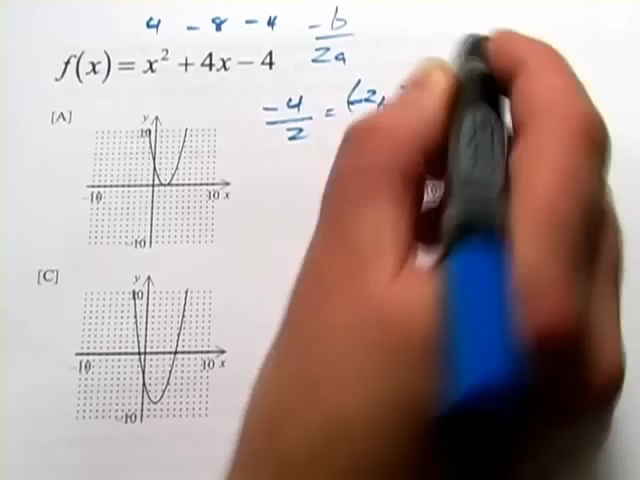 4 - 8 - 4
-b
2a
f(x) = x² + 4x - 4
-4
2
= (-2,
[A]
y
10
-10
10 x
-10
[C]
y
10
-10
10 x
-10